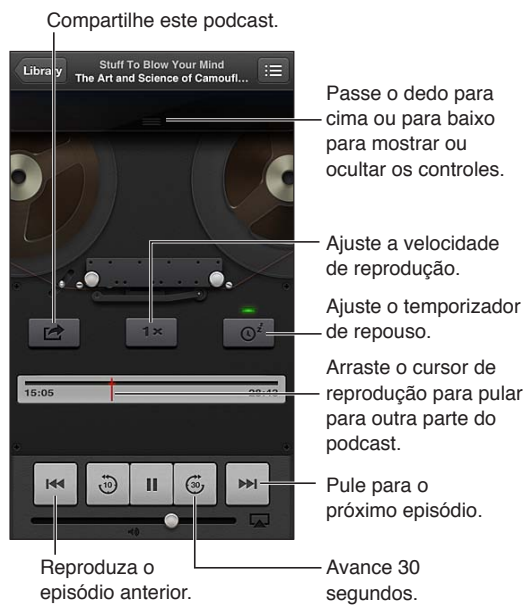 Compartilhe este podcast.
Library
Stuff To Blow Your Mind
The Art and Science of Camoufl...
Passe o dedo para
cima ou para baixo
para mostrar ou
ocultar os controles.
Ajuste a velocidade
de reprodução.
1×
Ajuste o temporizador
de repouso.
z
Arraste o cursor de
reprodução para pular
para outra parte do
podcast.
15:05
10
30
Pule para o
próximo episódio.
Reproduza o
episódio anterior.
Avance 30
segundos.